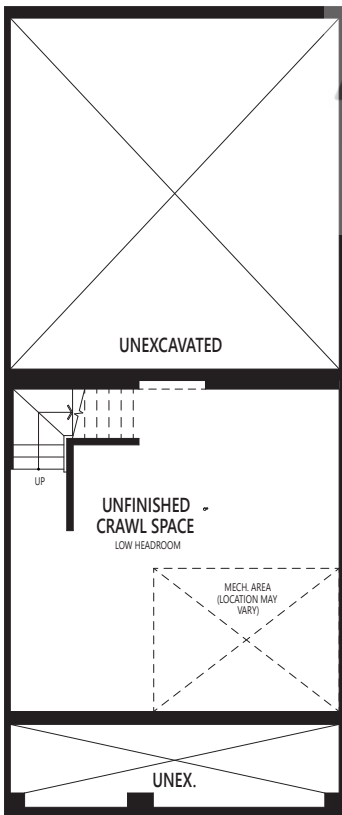 UNEXCAVATED
UP
UNFINISHED
CRAWL SPACE
LOW HEADROOM
MECH. AREA
(LOCATION MAY
VARY)
UNEX.